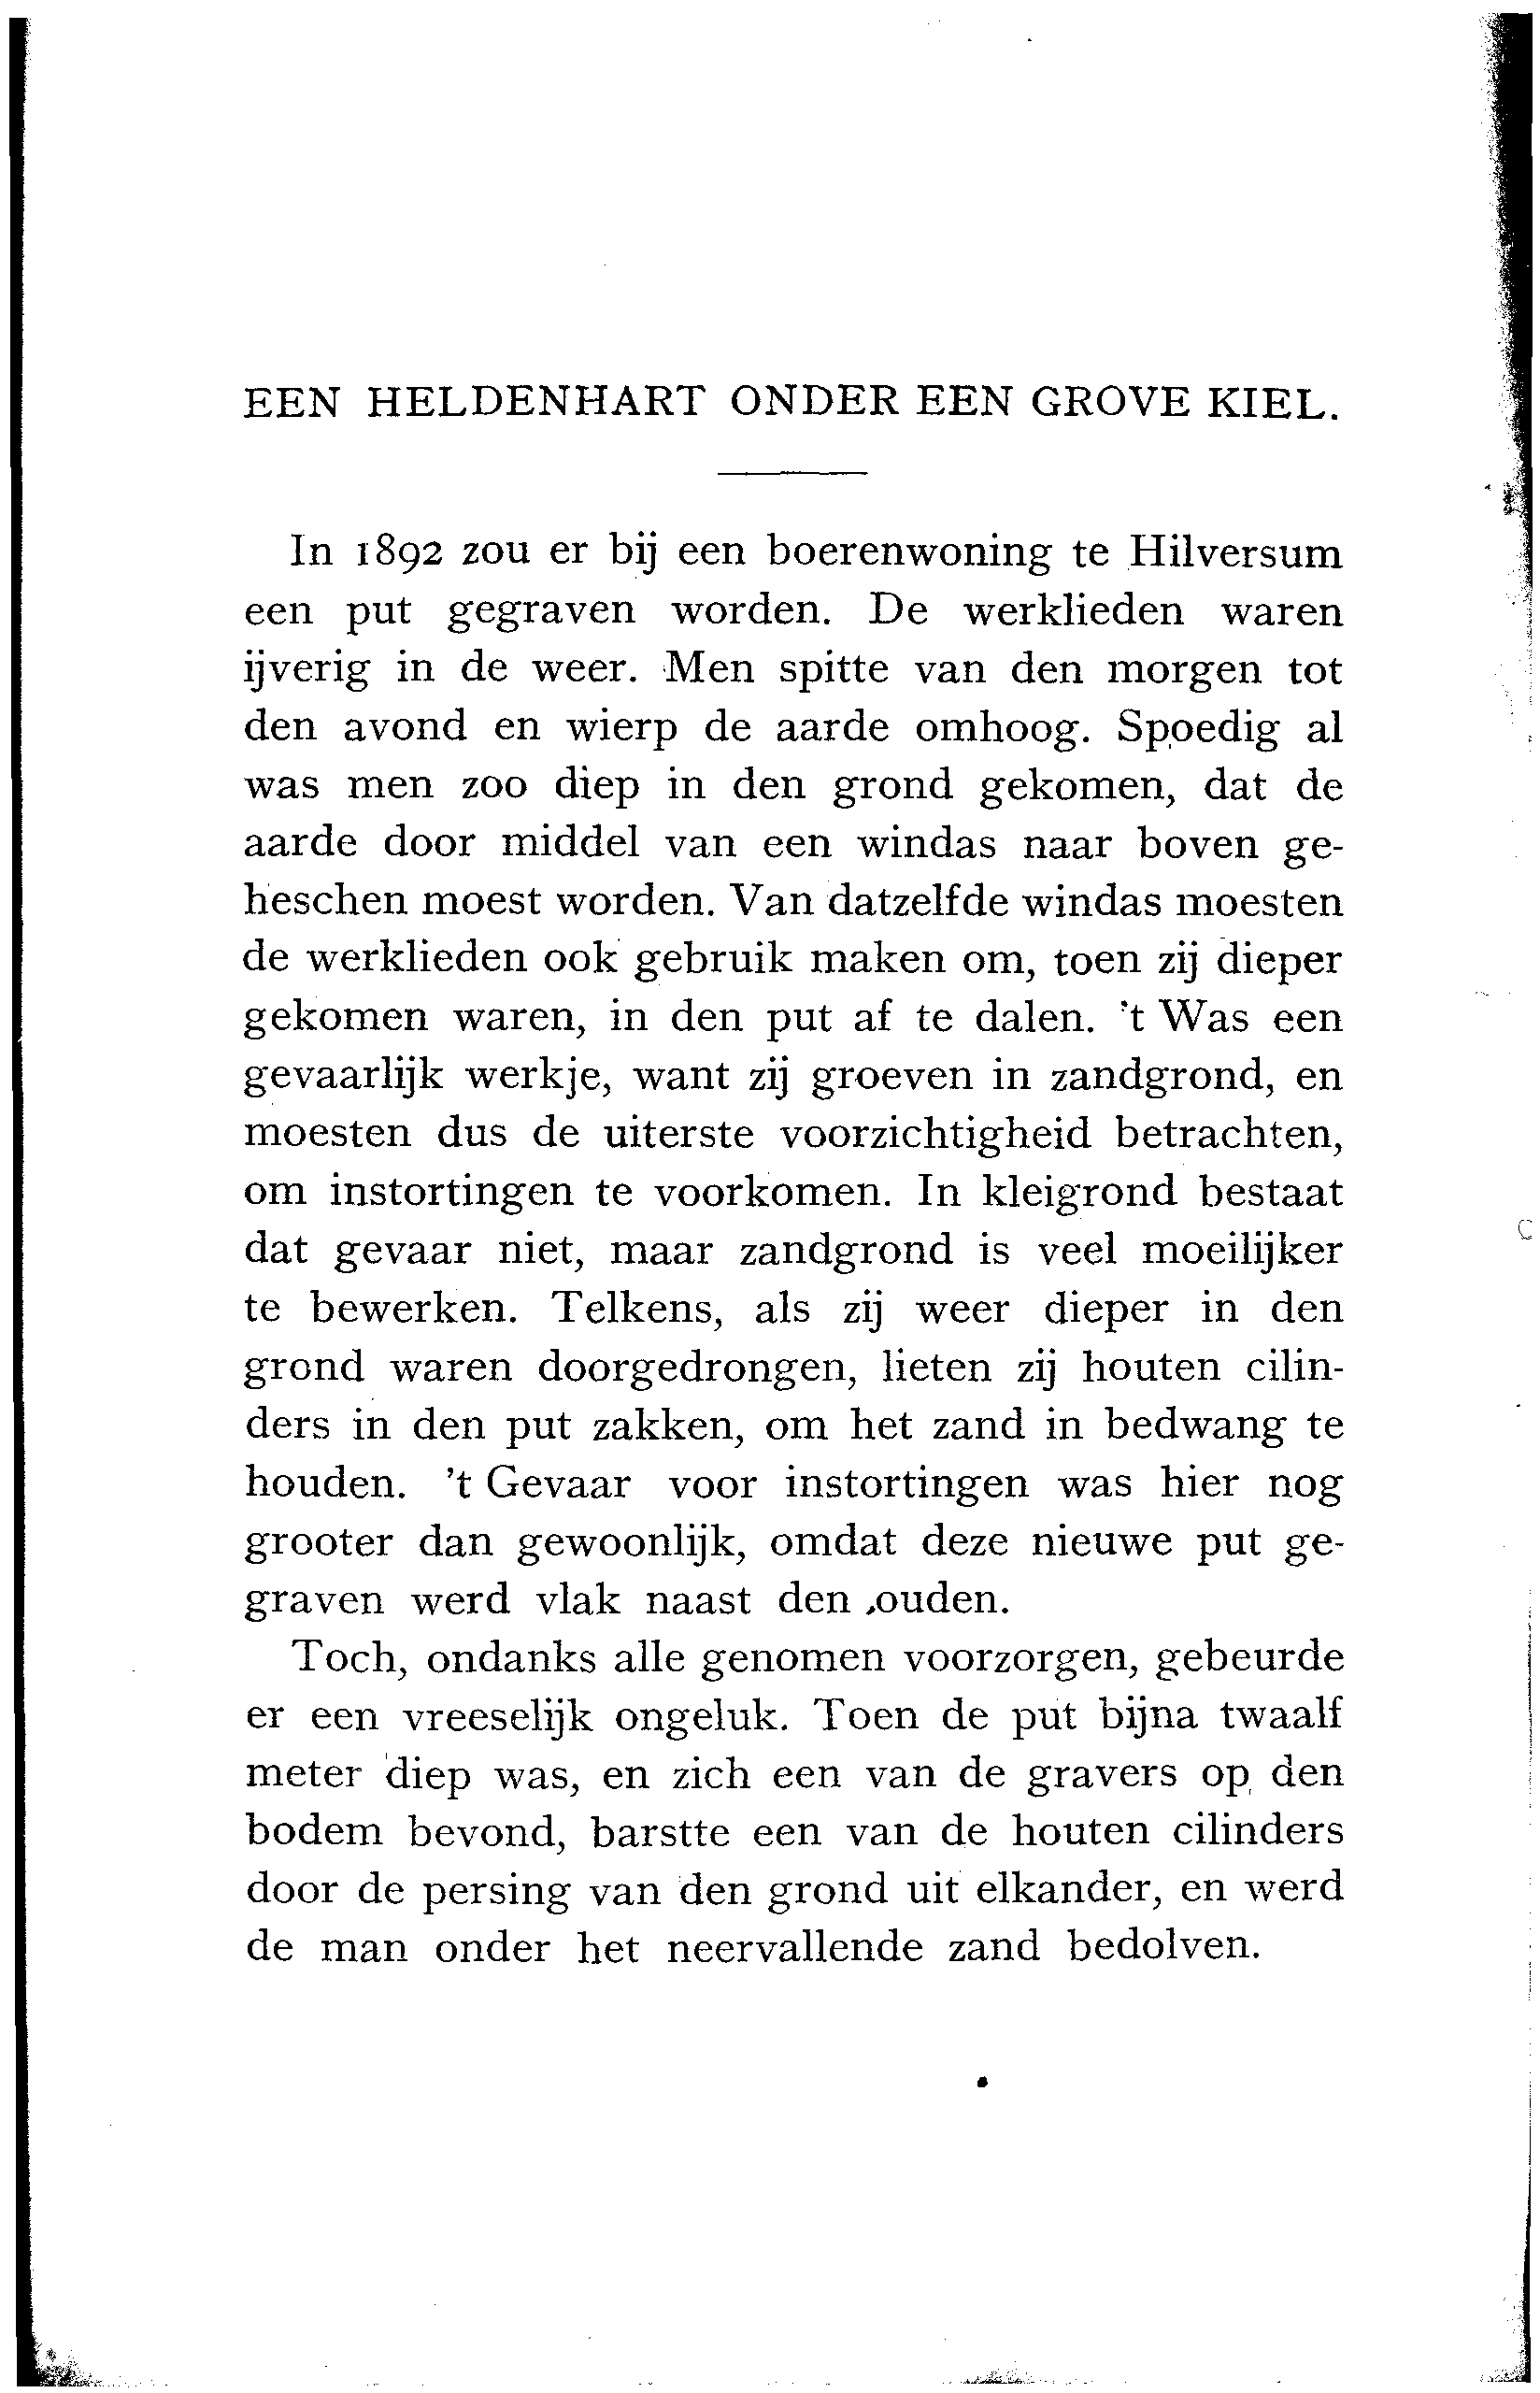 EEN HELDENHART ONDER EEN GROVE KIEL.
In 1892 zou er bij een boerenwoning te Hilversum
een put gegraven worden. De werklieden waren
ijverig in de weer. Men spitte van den morgen tot
den avond en wierp de aarde omhoog. Spoedig al
was men zoo diep in den grond gekomen, dat de
aarde door middel van een windas naar boven ge-
heschen moest worden. Van datzelfde windas moesten
de werklieden ook gebruik maken om, toen zij dieper
gekomen waren, in den put af te dalen. 't Was een
gevaarlijk werkje, want zij groeven in zandgrond, en
moesten dus de uiterste voorzichtigheid betrachten,
om instortingen te voorkomen. In kleigrond bestaat
dat gevaar niet, maar zandgrond is veel moeilijker
te bewerken. Telkens, als zij weer dieper in den
grond waren doorgedrongen, lieten zij houten cilin-
ders in den put zakken, om het zand in bedwang te
houden. 't Gevaar voor instortingen was hier nog
grooter dan gewoonlijk, omdat deze nieuwe put ge-
graven werd vlak naast den ouden.
Toch, ondanks alle genomen voorzorgen, gebeurde
er een vreeselijk ongeluk. Toen de put bijna twaalf
meter diep was, en zich een van de gravers op den
bodem bevond, barstte een van de houten cilinders
door de persing van den grond uit elkander, en werd
de man onder het neervallende zand bedolven.